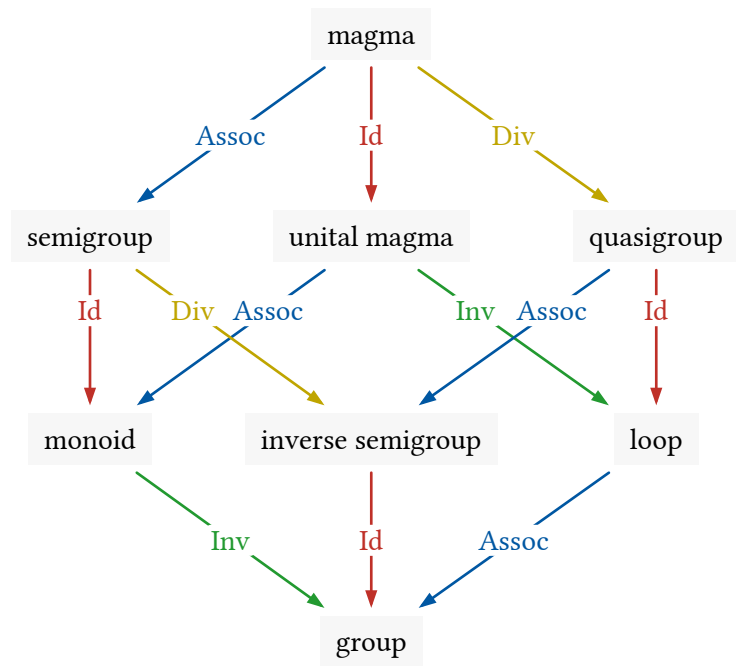 magma
Assoc Id Div
semigroup unital magma quasigroup
Id Div Assoc Inv Assoc Id
monoid inverse semigroup loop
Inv Id Assoc
group